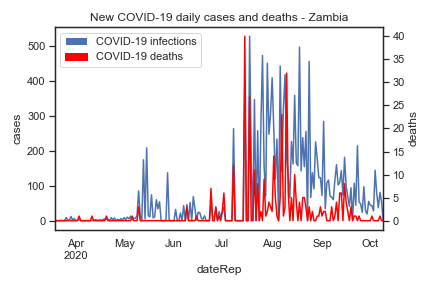 New COVID-19 daily cases and deaths - Zambia
COVID-19 infections
COVID-19 deaths
cases
500
400
300
200
100
0
deaths
40
35
30
25
20
15
10
5
0
Apr May Jun Jul Aug Sep Oct
2020
dateRep